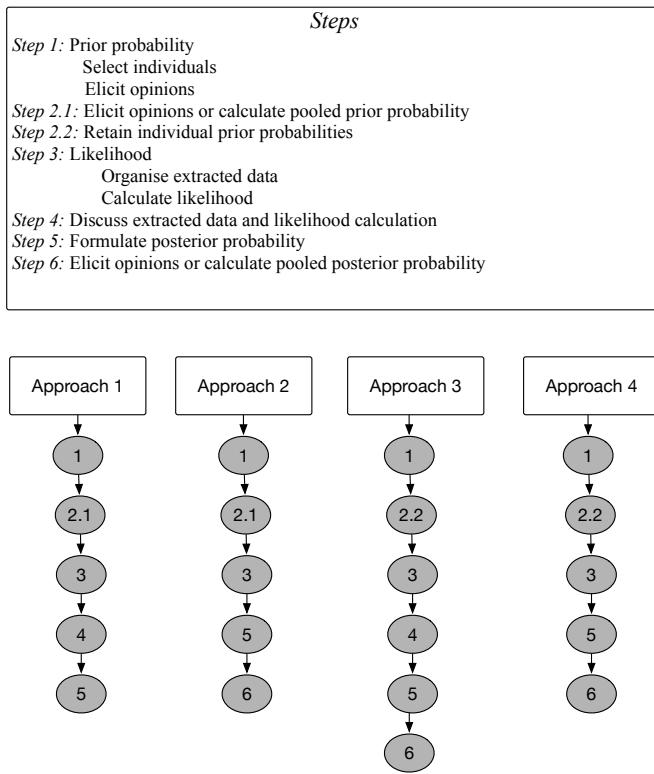 Steps
Step 1: Prior probability
Select individuals
Elicit opinions
Step 2.1: Elicit opinions or calculate pooled prior probability
Step 2.2: Retain individual prior probabilities
Step 3: Likelihood
Organise extracted data
Calculate likelihood
Step 4: Discuss extracted data and likelihood calculation
Step 5: Formulate posterior probability
Step 6: Elicit opinions or calculate pooled posterior probability
Approach 1 Approach 2 Approach 3 Approach 4
1 1 1 1
2.1 2.1 2.2 2.2
3 3 3 3
4 5 4 5
5 6 5 6
6